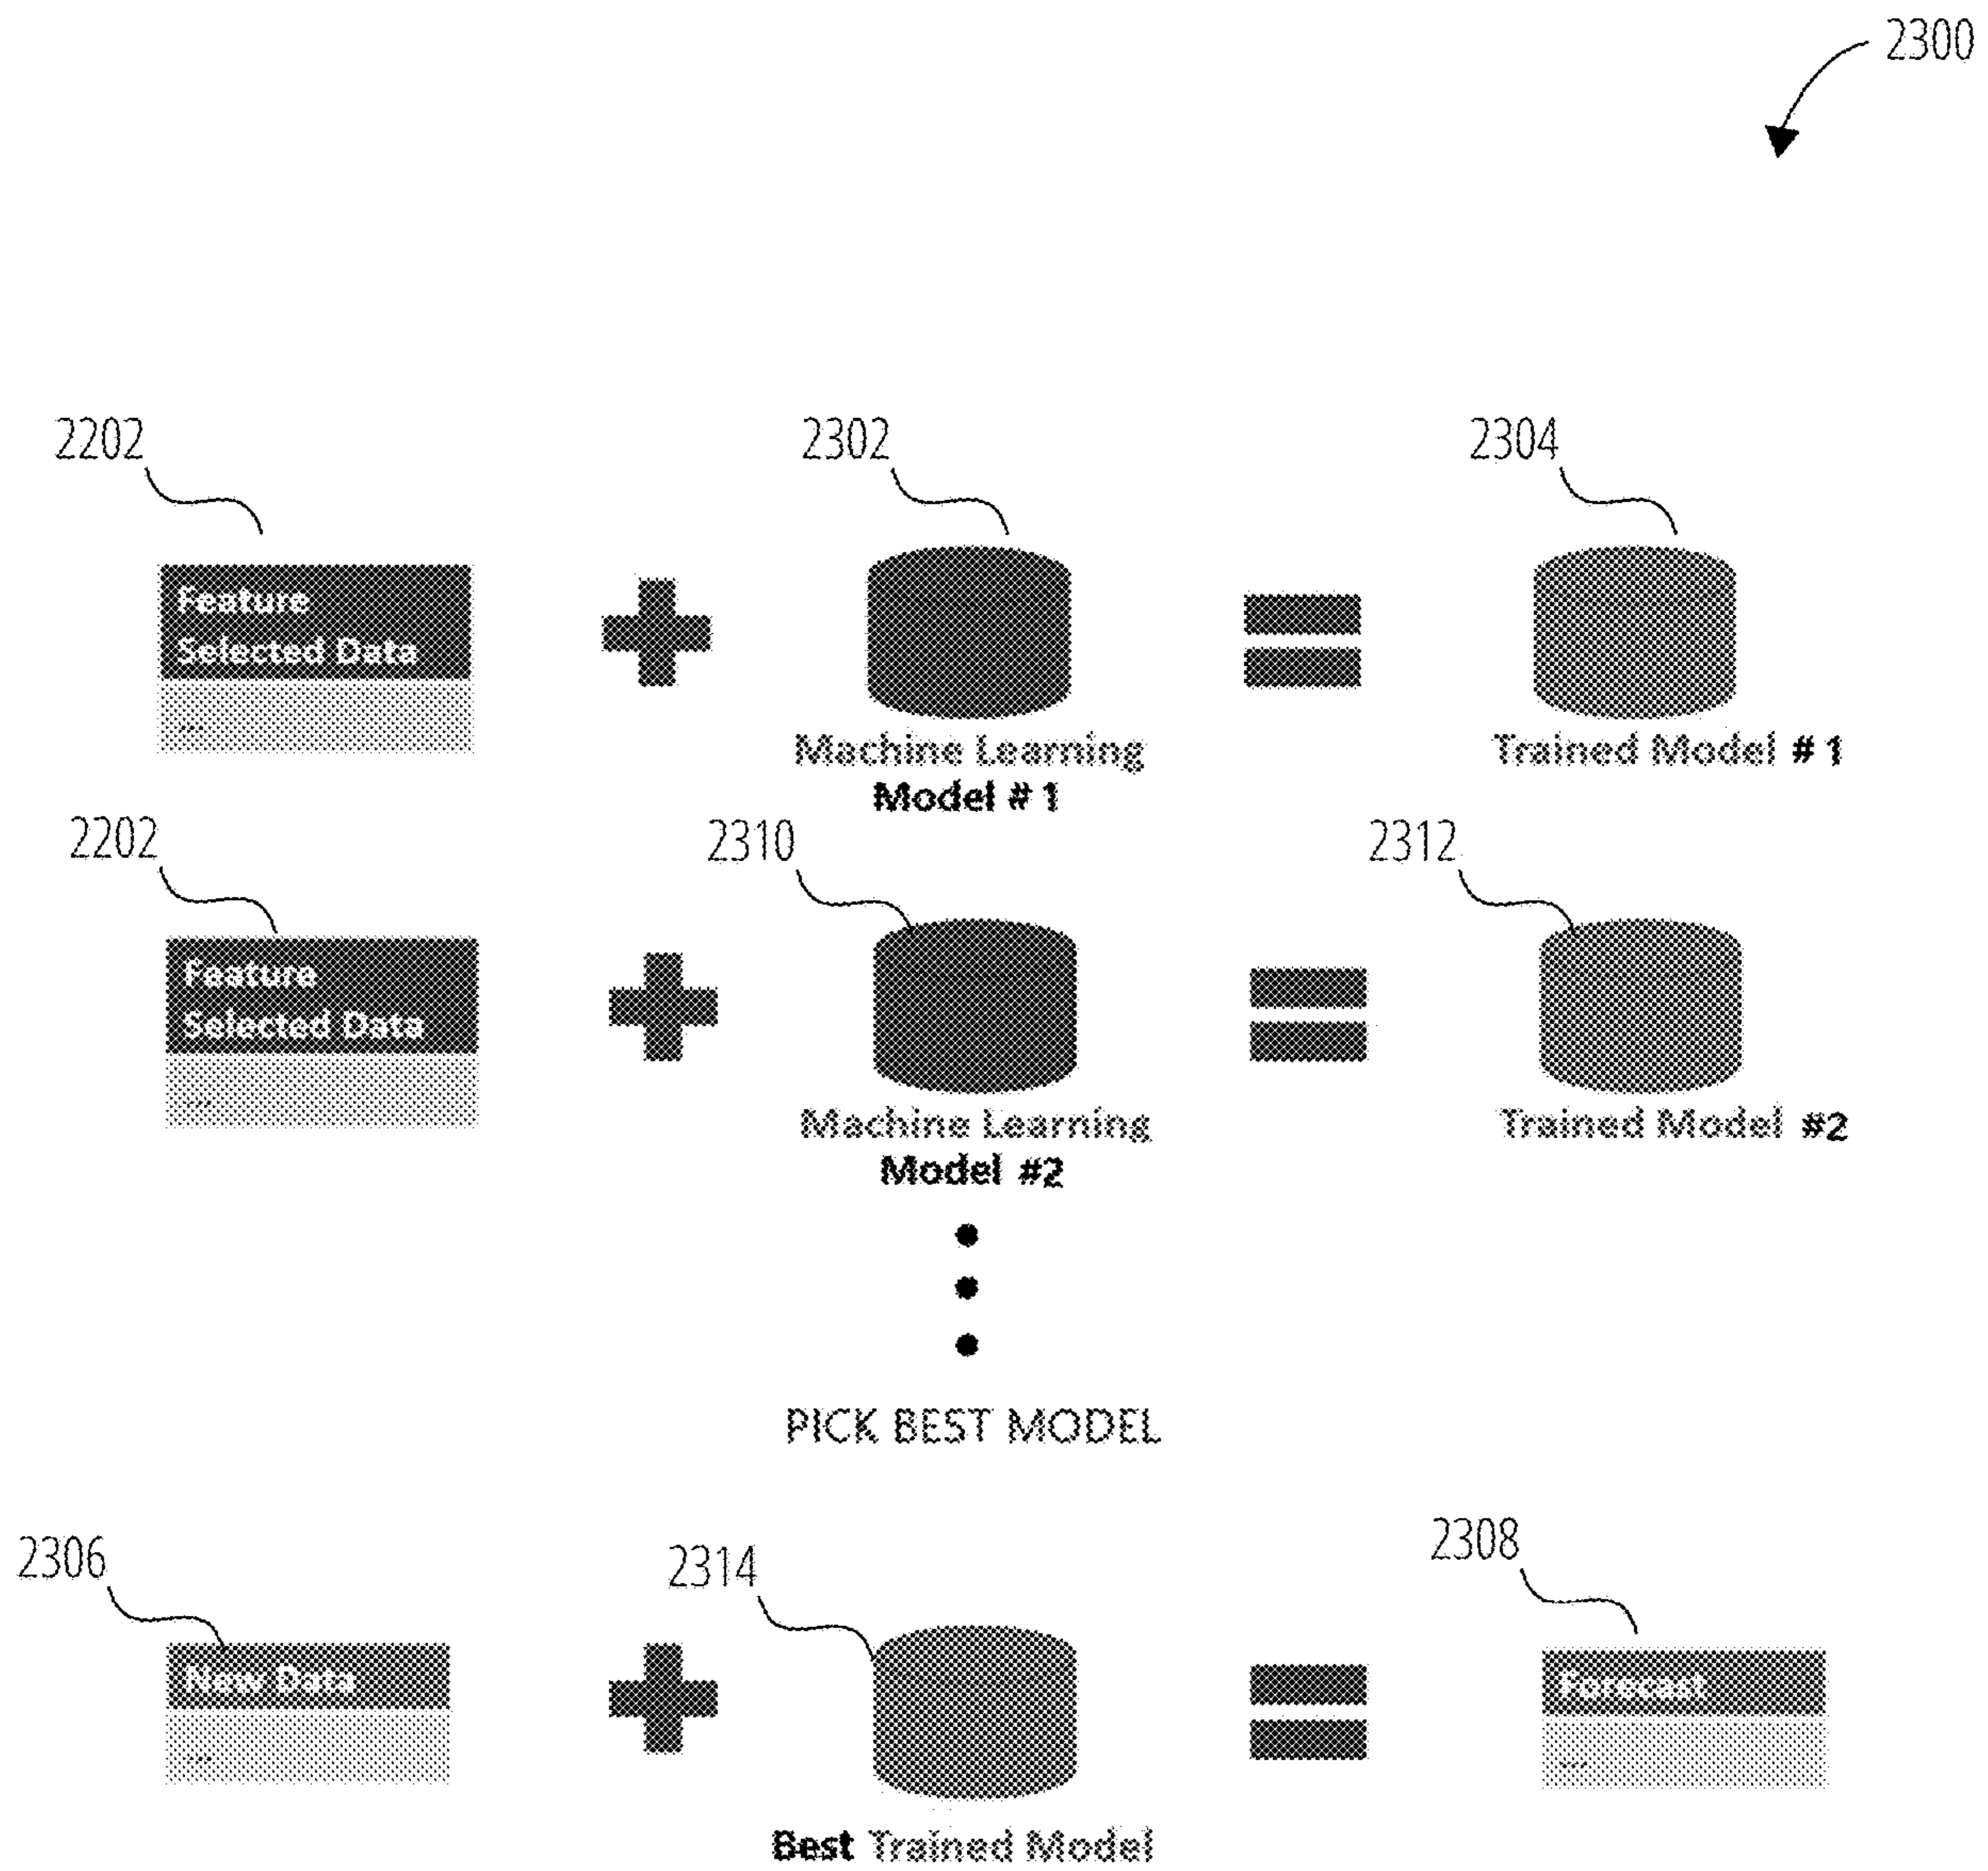 2300
2202
2302
2304
Feature
Selected Data
...
Machine Learning
Model #1
Trained Model #1
2202
2310
2312
Feature
Selected Data
...
Machine Learning
Model #2
Trained Model #2
PICK BEST MODEL
2306
2314
2308
New Data
...
Forecast
...
Best Trained Model